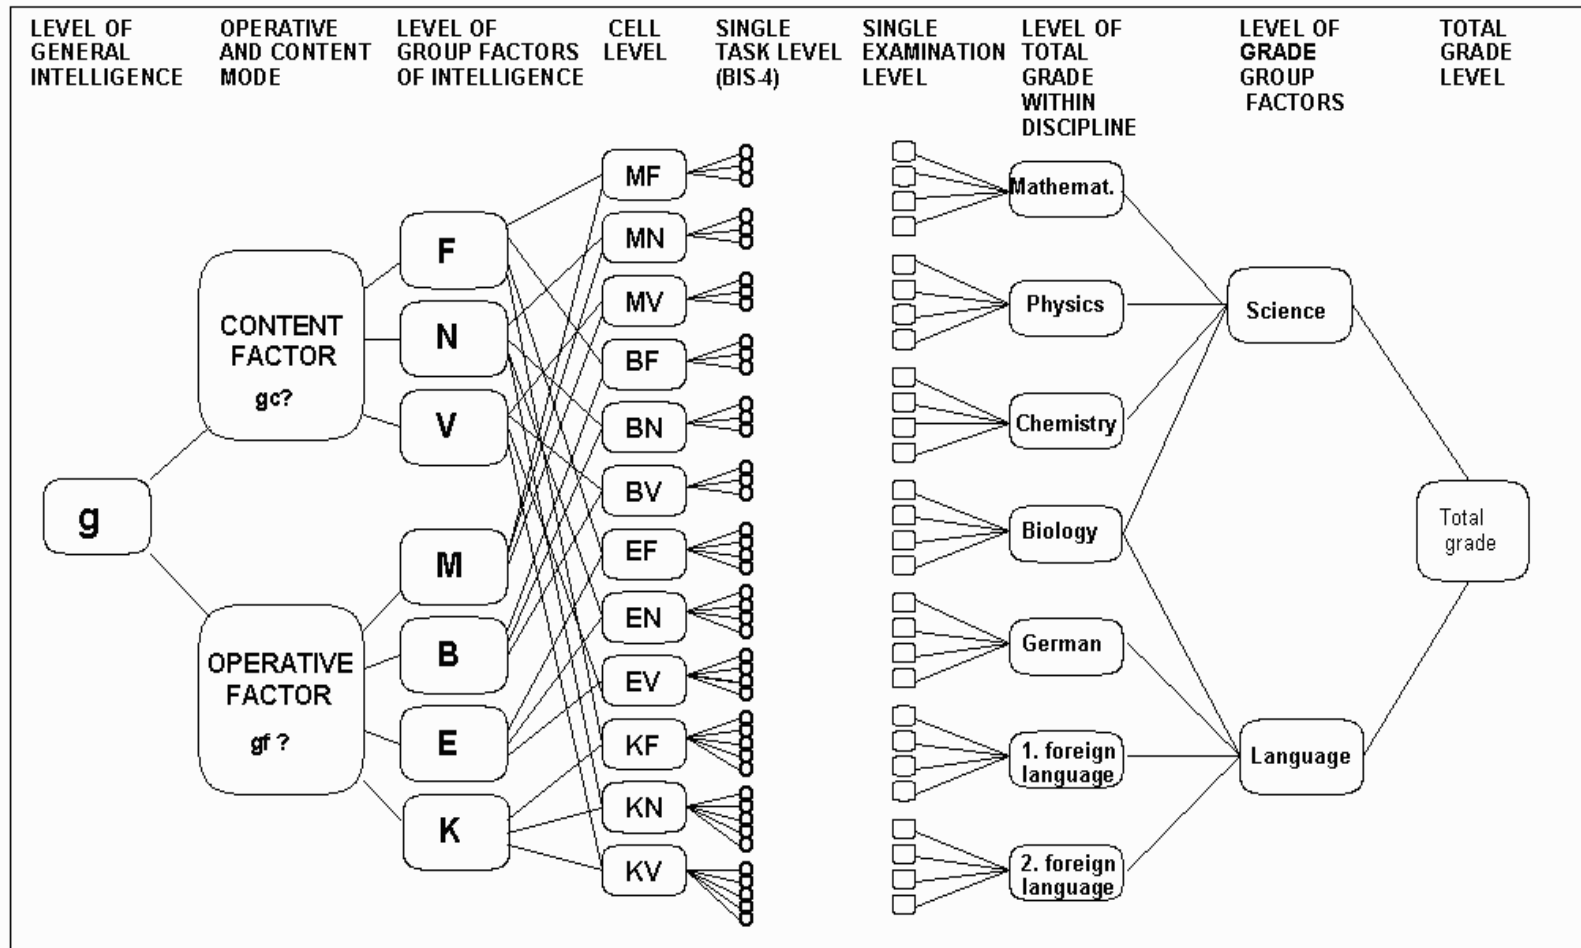 LEVEL OF
GENERAL
INTELLIGENCE
OPERATIVE
AND CONTENT
MODE
LEVEL OF
GROUP FACTORS
OF INTELLIGENCE
CELL
LEVEL
SINGLE
TASK LEVEL
(BIS-4)
SINGLE
EXAMINATION
LEVEL
LEVEL OF
TOTAL
GRADE
WITHIN
DISCIPLINE
LEVEL OF
GRADE
GROUP
FACTORS
TOTAL
GRADE
LEVEL
g
CONTENT
FACTOR
gc?
OPERATIVE
FACTOR
gf ?
F
N
V
M
B
E
K
MF
MN
MV
BF
BN
BV
EF
EN
EV
KF
KN
KV
Mathemat.
Physics
Chemistry
Biology
German
1. foreign
language
2. foreign
language
Science
Language
Total
grade